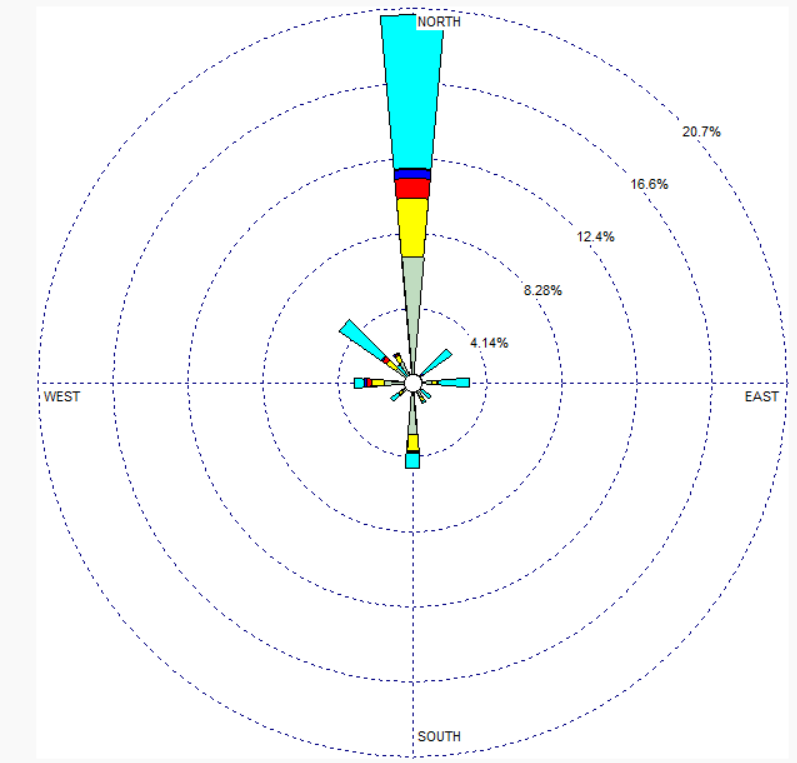 NORTH
20.7%
16.6%
12.4%
8.28%
4.14%
WEST
EAST
SOUTH